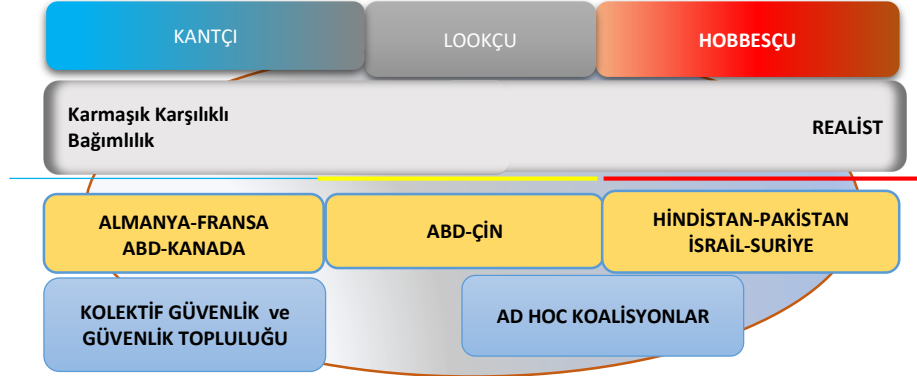 KANTÇI
LOOKÇU
HOBBESÇU
Karmaşık Karşılıklı
Bağımlılık
REALİST
ALMANYA-FRANSA
ABD-KANADA
ABD-ÇİN
HİNDİSTAN-PAKİSTAN
İSRAİL-SURİYE
KOLEKTİF GÜVENLİK ve
GÜVENLİK TOPLULUĞU
AD HOC KOALİSYONLAR